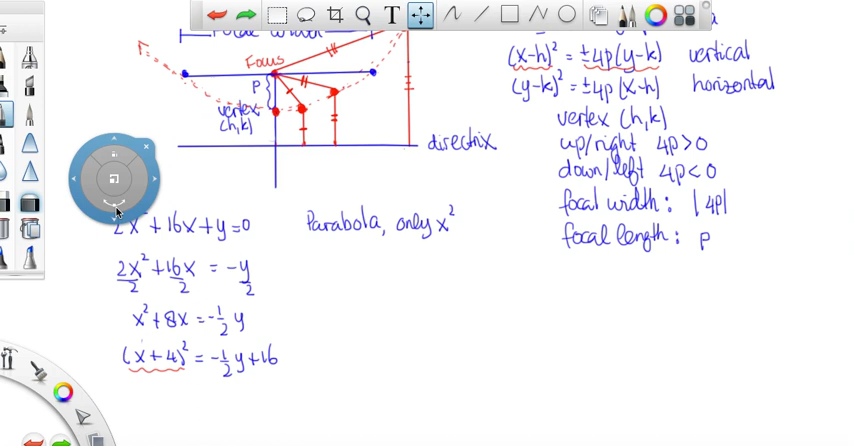 Focus
P
vertex
(h,k)
directrix
(x-h)² = ±4p(y-k) vertical
(y-k)² = ±4p(x-h) horizontal
vertex (h,k)
up/right 4p>0
down/left 4p<0
focal width: |4p|
focal length: p
2x²+16x+y=0 Parabola, only x²
2x²/2 + 16x/2 = -y/2
x²+8x = -1/2 y
(x+4)² = -1/2 y+16
T